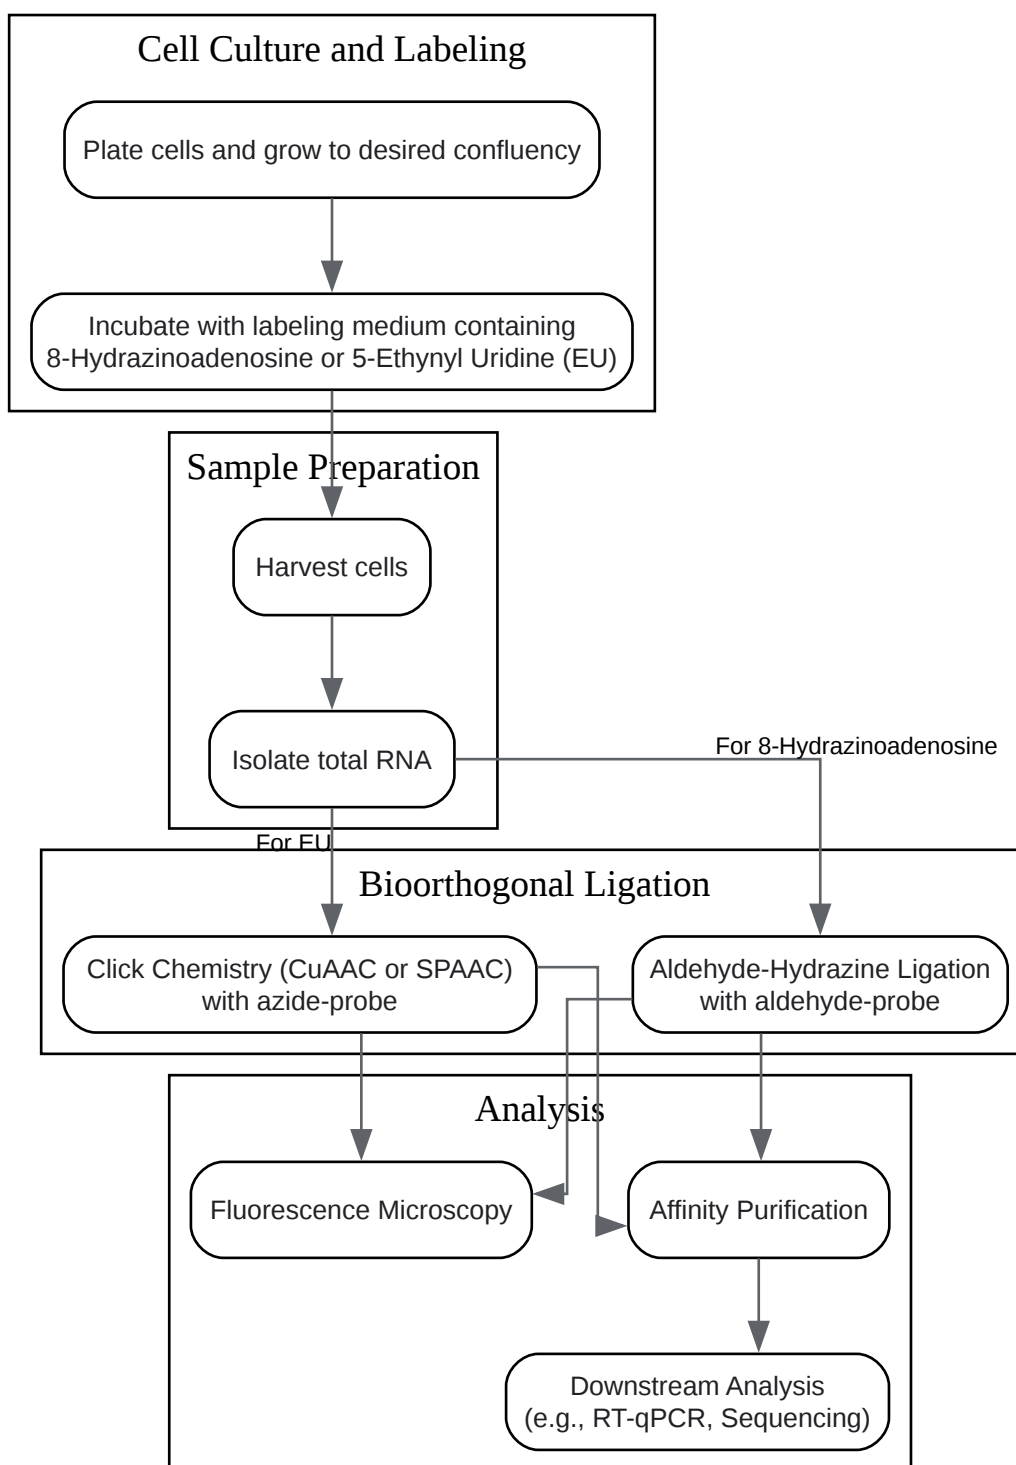 Cell Culture and Labeling
Plate cells and grow to desired confluency
Incubate with labeling medium containing
8-Hydrazinoadenosine or 5-Ethynyl Uridine (EU)
Sample Preparation
Harvest cells
Isolate total RNA
For 8-Hydrazinoadenosine
For EU
Bioorthogonal Ligation
Click Chemistry (CuAAC or SPAAC)
with azide-probe
Aldehyde-Hydrazine Ligation
with aldehyde-probe
Analysis
Fluorescence Microscopy
Affinity Purification
Downstream Analysis
(e.g., RT-qPCR, Sequencing)